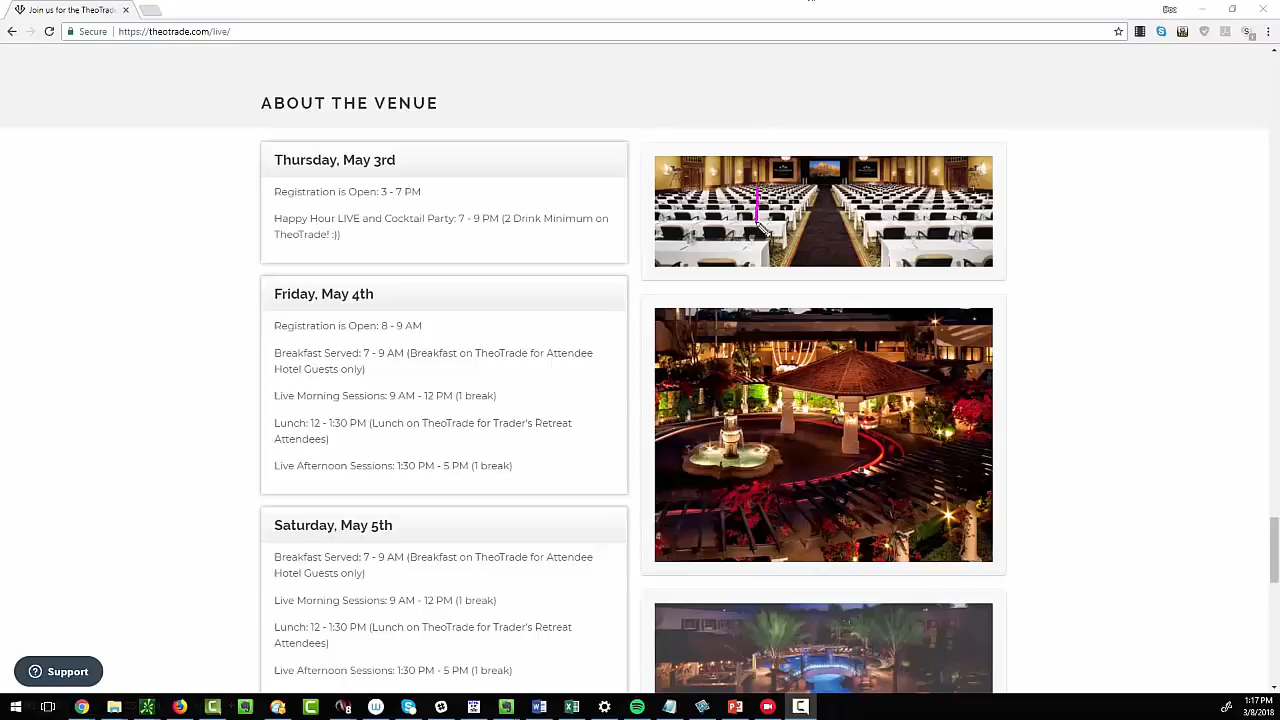 Join us for the TheoTrad
Secure
https://theotrade.com/live/
ABOUT THE VENUE
Thursday, May 3rd
Registration is Open: 3 - 7 PM
Happy Hour LIVE and Cocktail Party: 7 - 9 PM (2 Drink Minimum on
TheoTrade! :))
Friday, May 4th
Registration is Open: 8 - 9 AM
Breakfast Served: 7 - 9 AM (Breakfast on TheoTrade for Attendee
Hotel Guests only)
Live Morning Sessions: 9 AM - 12 PM (1 break)
Lunch: 12 - 1:30 PM (Lunch on TheoTrade for Trader's Retreat
Attendees)
Live Afternoon Sessions: 1:30 PM - 5 PM (1 break)
Saturday, May 5th
Breakfast Served: 7 - 9 AM (Breakfast on TheoTrade for Attendee
Hotel Guests only)
Live Morning Sessions: 9 AM - 12 PM (1 break)
Lunch: 12 - 1:30 PM (Lunch on TheoTrade for Trader's Retreat
Attendees)
Live Afternoon Sessions: 1:30 PM - 5 PM (1 break)
Support
1:17 PM
3/8/2018